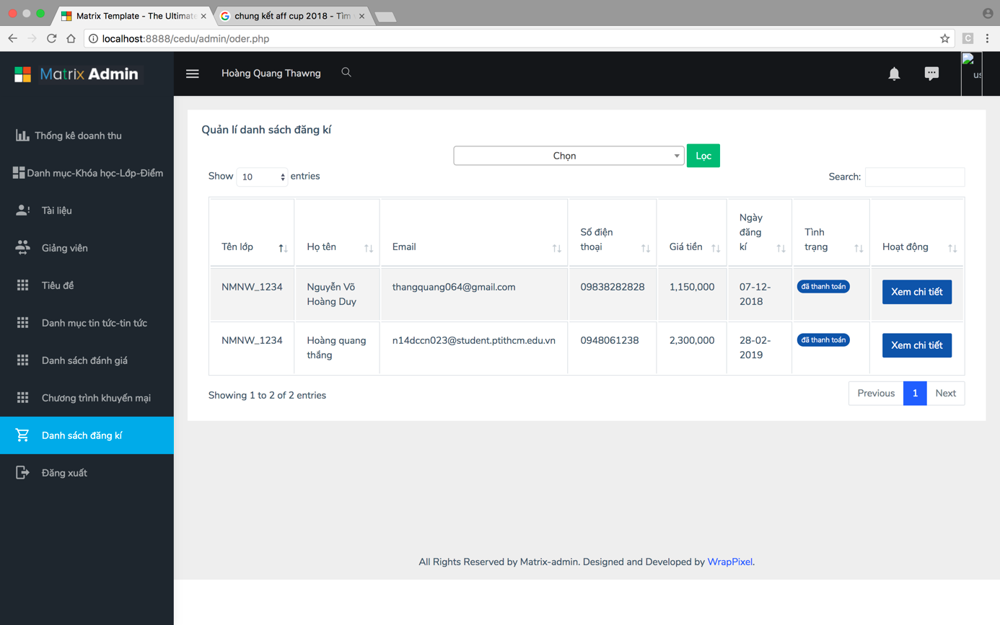 Matrix Template - The Ultimate
chung kết aff cup 2018 - Tìm
localhost:8888/cedu/admin/oder.php
C
Matrix Admin
Hoàng Quang Thawng
us
Thống kê doanh thu
Danh mục-Khóa học-Lớp-Điểm
Tài liệu
Giảng viên
Tiêu đề
Danh mục tin tức-tin tức
Danh sách đánh giá
Chương trình khuyến mại
Danh sách đăng kí
Đăng xuất
Quản lí danh sách đăng kí
Chọn Lọc
Show 10 entries Search:
Tên lớp Họ tên Email Số điện thoại Giá tiền Ngày đăng kí Tình trạng Hoạt động
NMNW_1234 Nguyễn Võ Hoàng Duy thangquang064@gmail.com 09838282828 1,150,000 07-12-2018 đã thanh toán Xem chi tiết
NMNW_1234 Hoàng quang thắng n14dccn023@student.ptithcm.edu.vn 0948061238 2,300,000 28-02-2019 đã thanh toán Xem chi tiết
Showing 1 to 2 of 2 entries
Previous 1 Next
All Rights Reserved by Matrix-admin. Designed and Developed by WrapPixel.